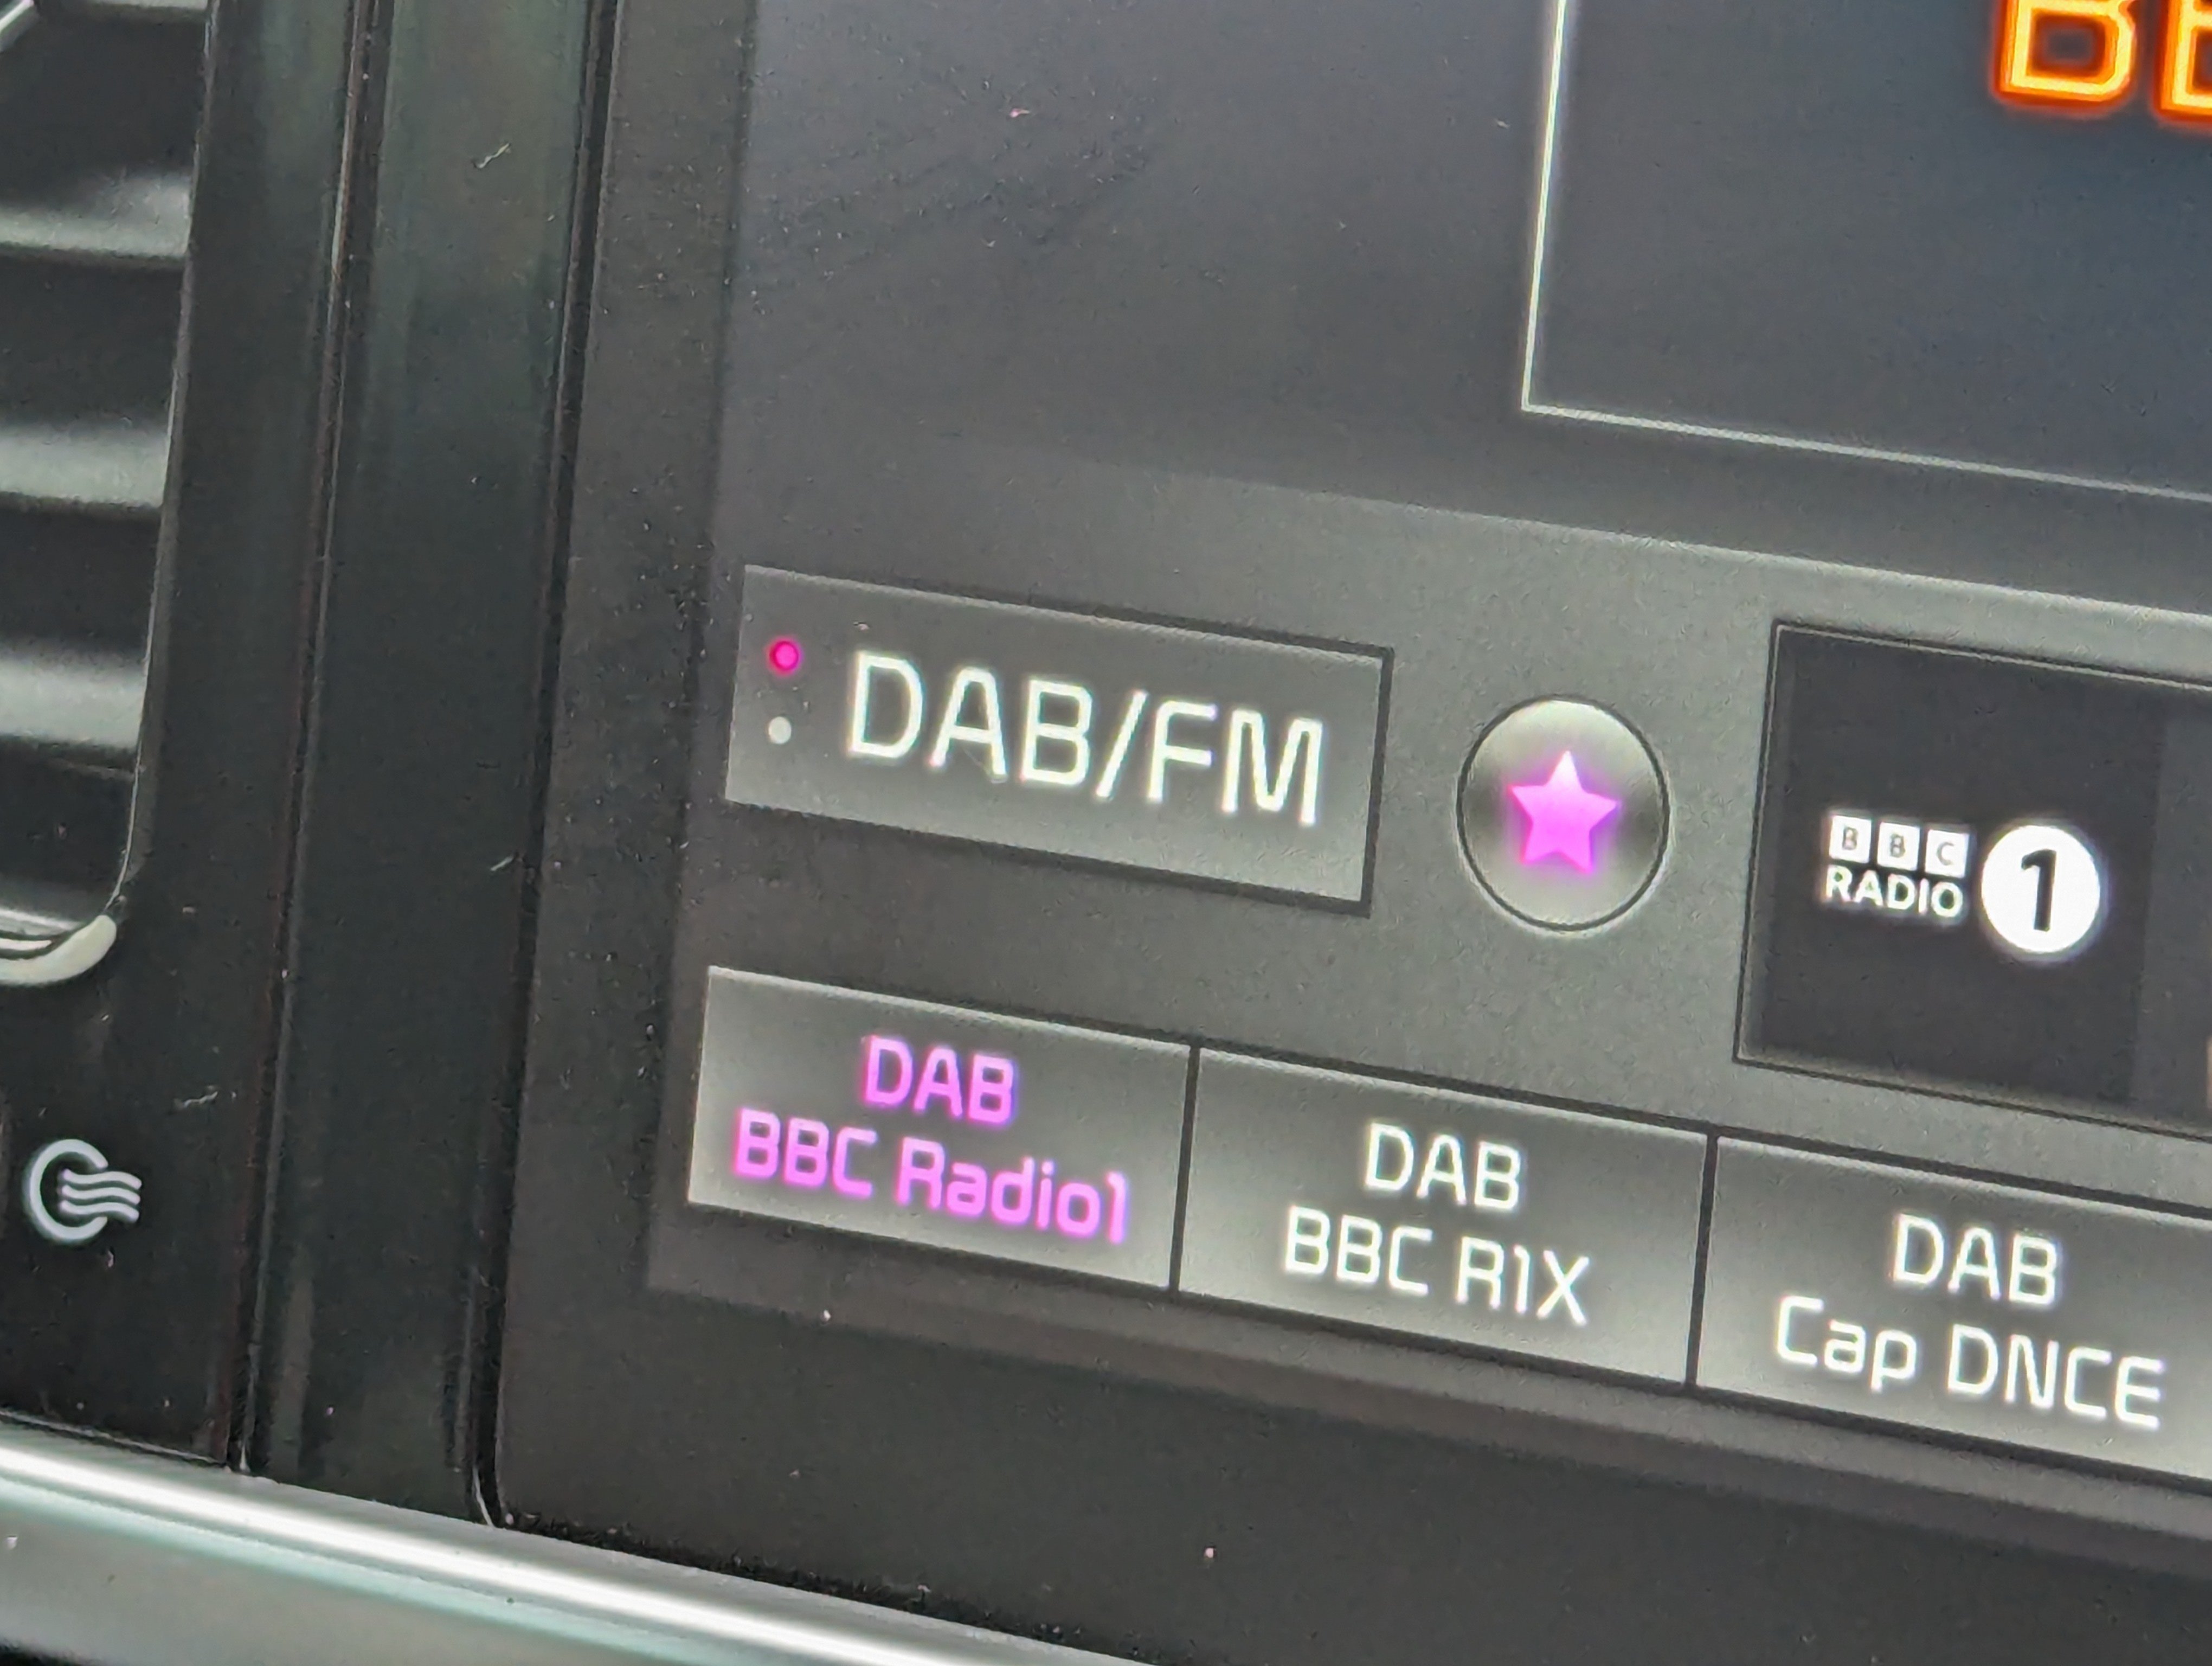 DAB/FM
BBC
RADIO 1
DAB
BBC Radio1
DAB
BBC R1X
DAB
Cap DNCE